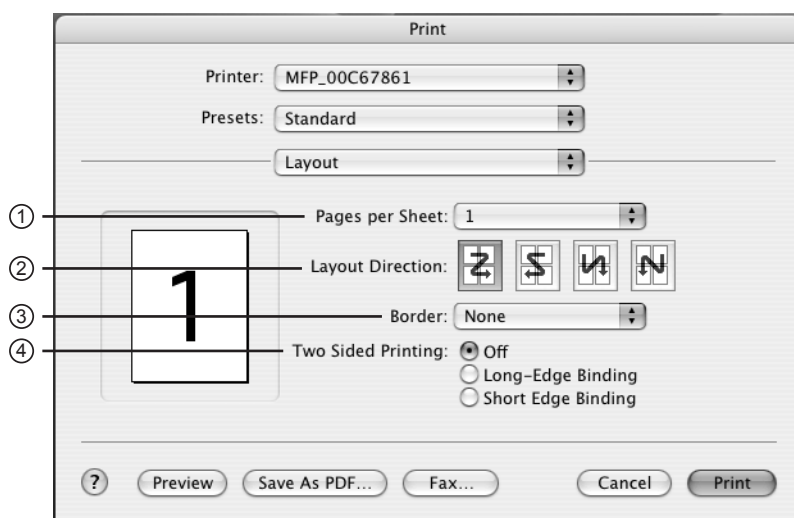 Print
Printer: MFP_00C67861
Presets: Standard
Layout
① Pages per Sheet: 1
② Layout Direction:
③ Border: None
④ Two Sided Printing: Off
Long-Edge Binding
Short Edge Binding
1
? Preview Save As PDF... Fax... Cancel Print